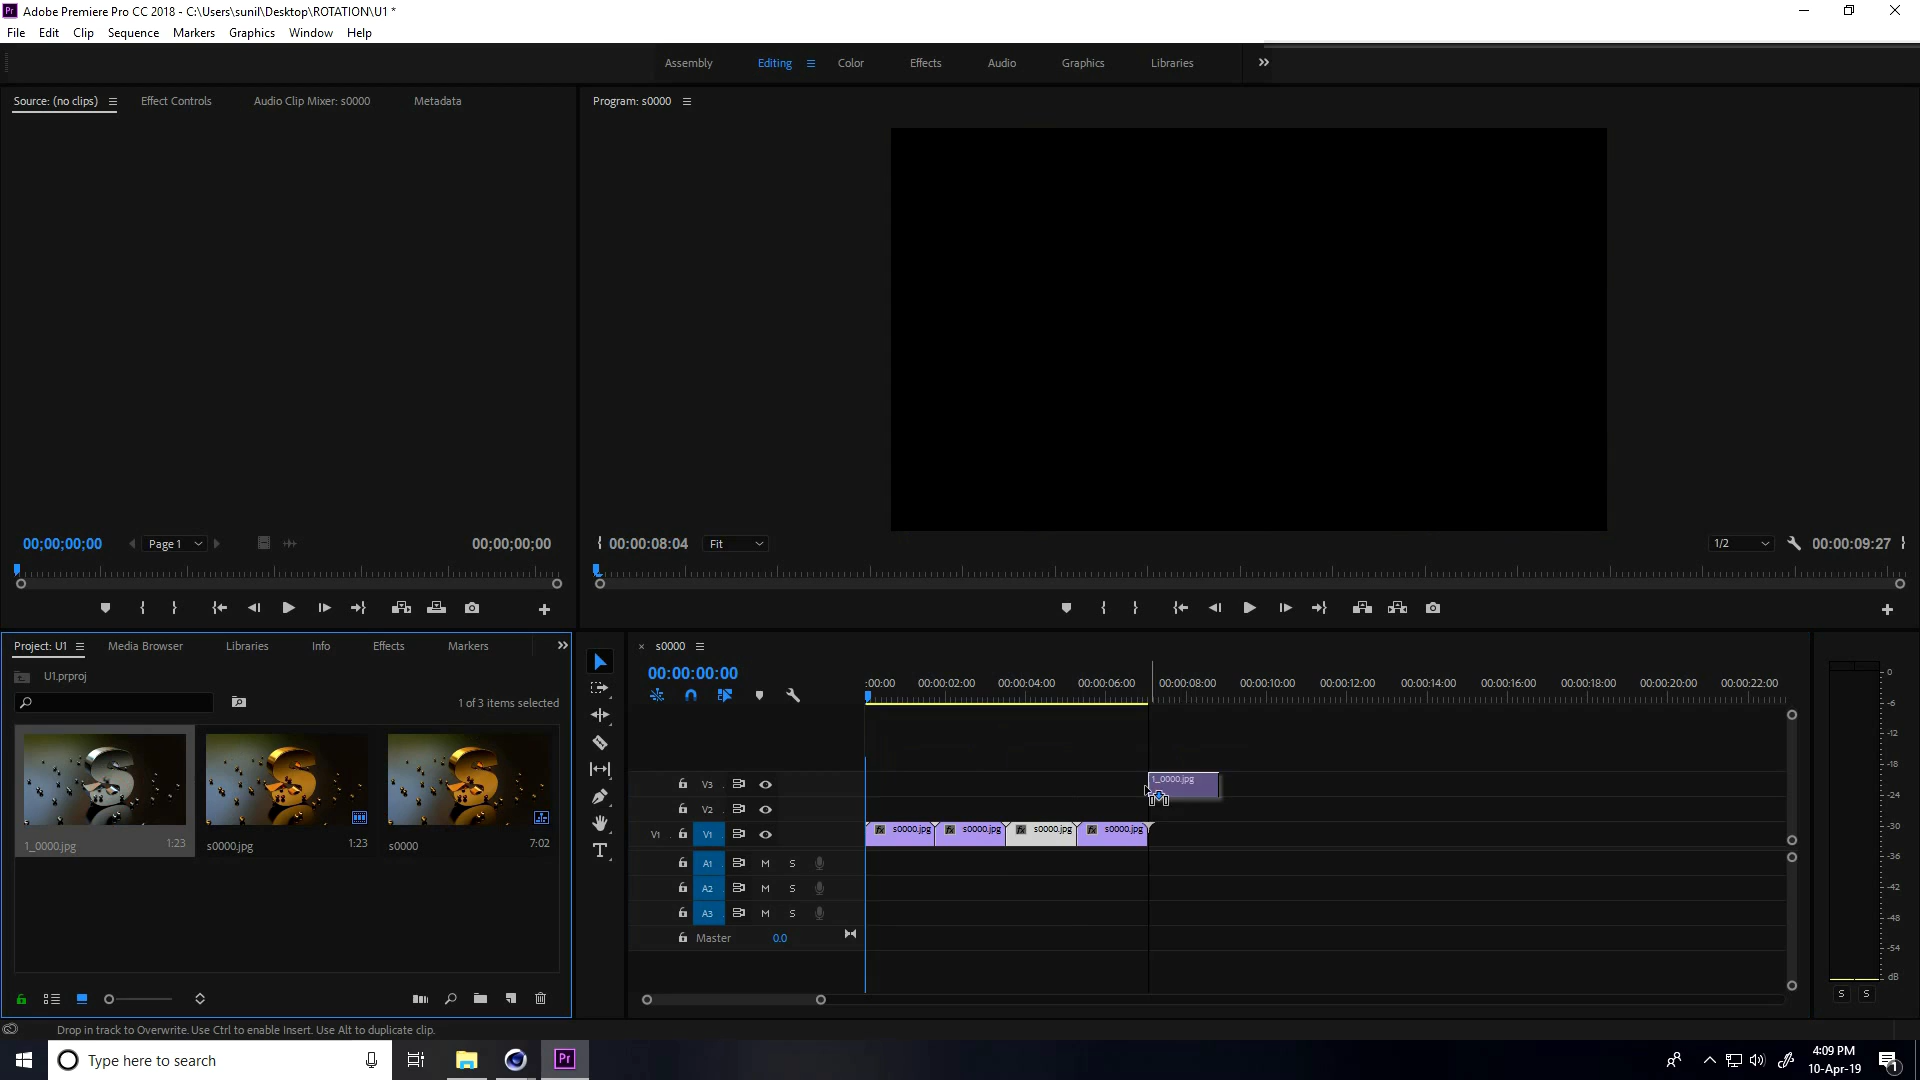 Adobe Premiere Pro CC 2018 - C:\Users\sunil\Desktop\ROTATION\U1 *
File Edit Clip Sequence Markers Graphics Window Help
Assembly Editing Color Effects Audio Graphics Libraries
Source: (no clips) Effect Controls Audio Clip Mixer: s0000 Metadata
Program: s0000
00;00;00;00 Page 1 00;00;00;00
00:00:08:04 Fit 1/2 00:00:09:27
Project: U1 Media Browser Libraries Info Effects Markers
U1.prproj
1 of 3 items selected
1_0000.jpg 1:23
s0000.jpg 1:23
s0000 7:02
s0000
00:00:00:00
:00:00 00:00:02:00 00:00:04:00 00:00:06:00 00:00:08:00 00:00:10:00 00:00:12:00 00:00:14:00 00:00:16:00 00:00:18:00 00:00:20:00 00:00:22:00
V3 1_0000.jpg
V2
V1 V1 fx s0000.jpg fx s0000.jpg fx s0000.jpg fx s0000.jpg
A1 M S
A2 M S
A3 M S
Master 0.0
0
-6
-12
-18
-24
-30
-36
-42
-48
-54
dB
S S
Drop in track to Overwrite. Use Ctrl to enable Insert. Use Alt to duplicate clip.
Type here to search
Pr
4:09 PM
10-Apr-19
1